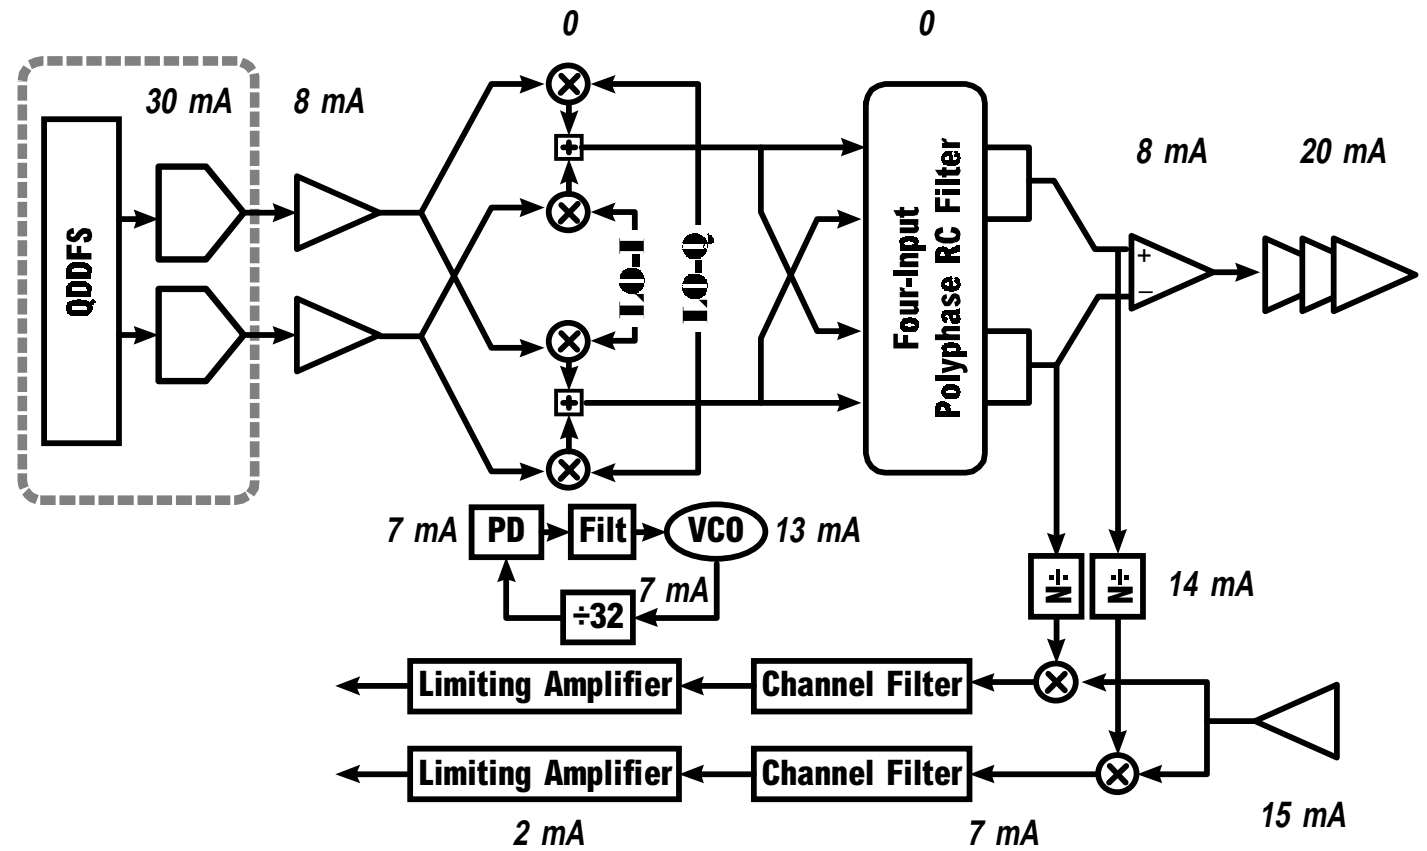 0
0
30 mA
8 mA
8 mA
20 mA
QDDFS
+
LO-I
LO-Q
Four-Input
Polyphase RC Filter
+
−
+
7 mA
PD
Filt
VCO
13 mA
7 mA
÷32
÷N
÷N
14 mA
Limiting Amplifier
Channel Filter
Limiting Amplifier
Channel Filter
2 mA
7 mA
15 mA